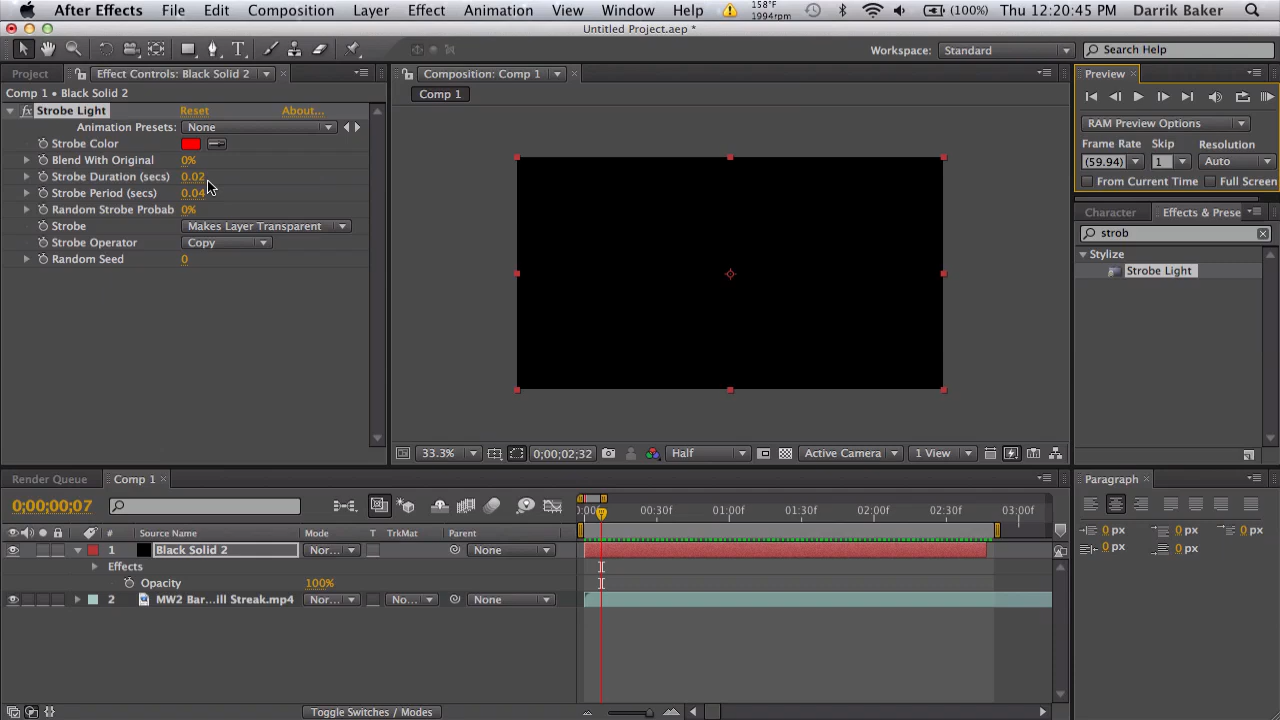 After Effects File Edit Composition Layer Effect Animation View Window Help 158°F 1994rpm (100%) Thu 12:20:45 PM Darrik Baker
Untitled Project.aep *
Workspace: Standard Search Help
Project Effect Controls: Black Solid 2 Composition: Comp 1 Preview
Comp 1 • Black Solid 2 Comp 1
fx Strobe Light Reset About...
Animation Presets: None
Strobe Color
Blend With Original 0%
Strobe Duration (secs) 0.02
Strobe Period (secs) 0.04
Random Strobe Probab 0%
Strobe Makes Layer Transparent
Strobe Operator Copy
Random Seed 0
RAM Preview Options
Frame Rate Skip Resolution
(59.94) 1 Auto
From Current Time Full Screen
Character Effects & Prese
strob
Stylize
Strobe Light
33.3% 0;00;02;32 Half Active Camera 1 View
Render Queue Comp 1 Paragraph
0;00;00;07
00:30f 01:00f 01:30f 02:00f 02:30f 03:00f
# Source Name Mode T TrkMat Parent
1 Black Solid 2 Nor... None
Effects
Opacity 100%
2 MW2 Bar...ill Streak.mp4 Nor... No... None
0 px 0 px 0 px
0 px 0 px
Toggle Switches / Modes